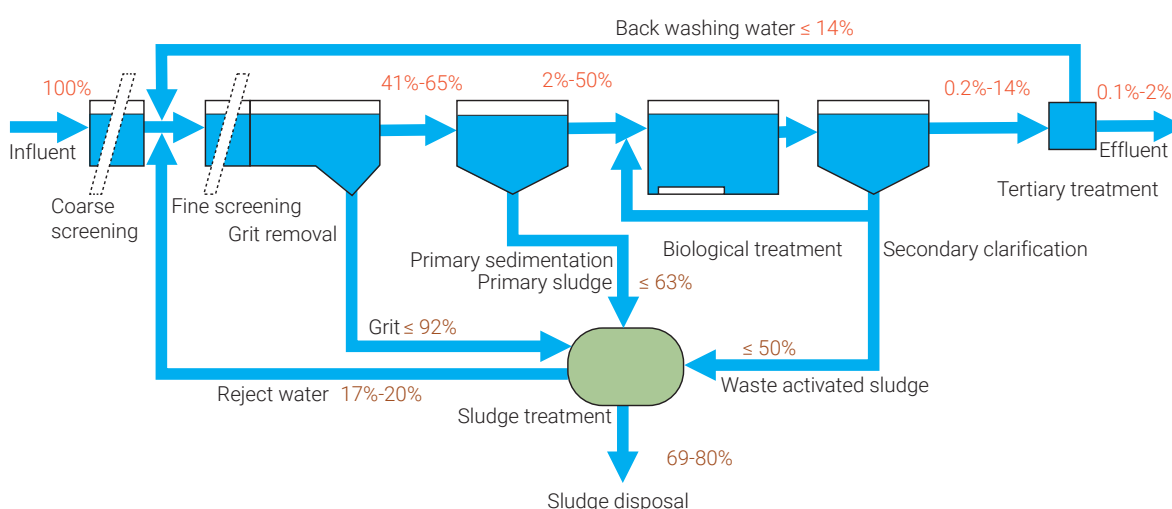 Back washing water ≤ 14%
100%
41%-65%
2%-50%
0.2%-14%
0.1%-2%
Influent
Effluent
Coarse
screening
Fine screening
Grit removal
Tertiary treatment
Primary sedimentation
Primary sludge
Biological treatment
Secondary clarification
≤ 63%
Grit ≤ 92%
≤ 50%
Waste activated sludge
Reject water 17%-20%
Sludge treatment
69-80%
Sludge disposal